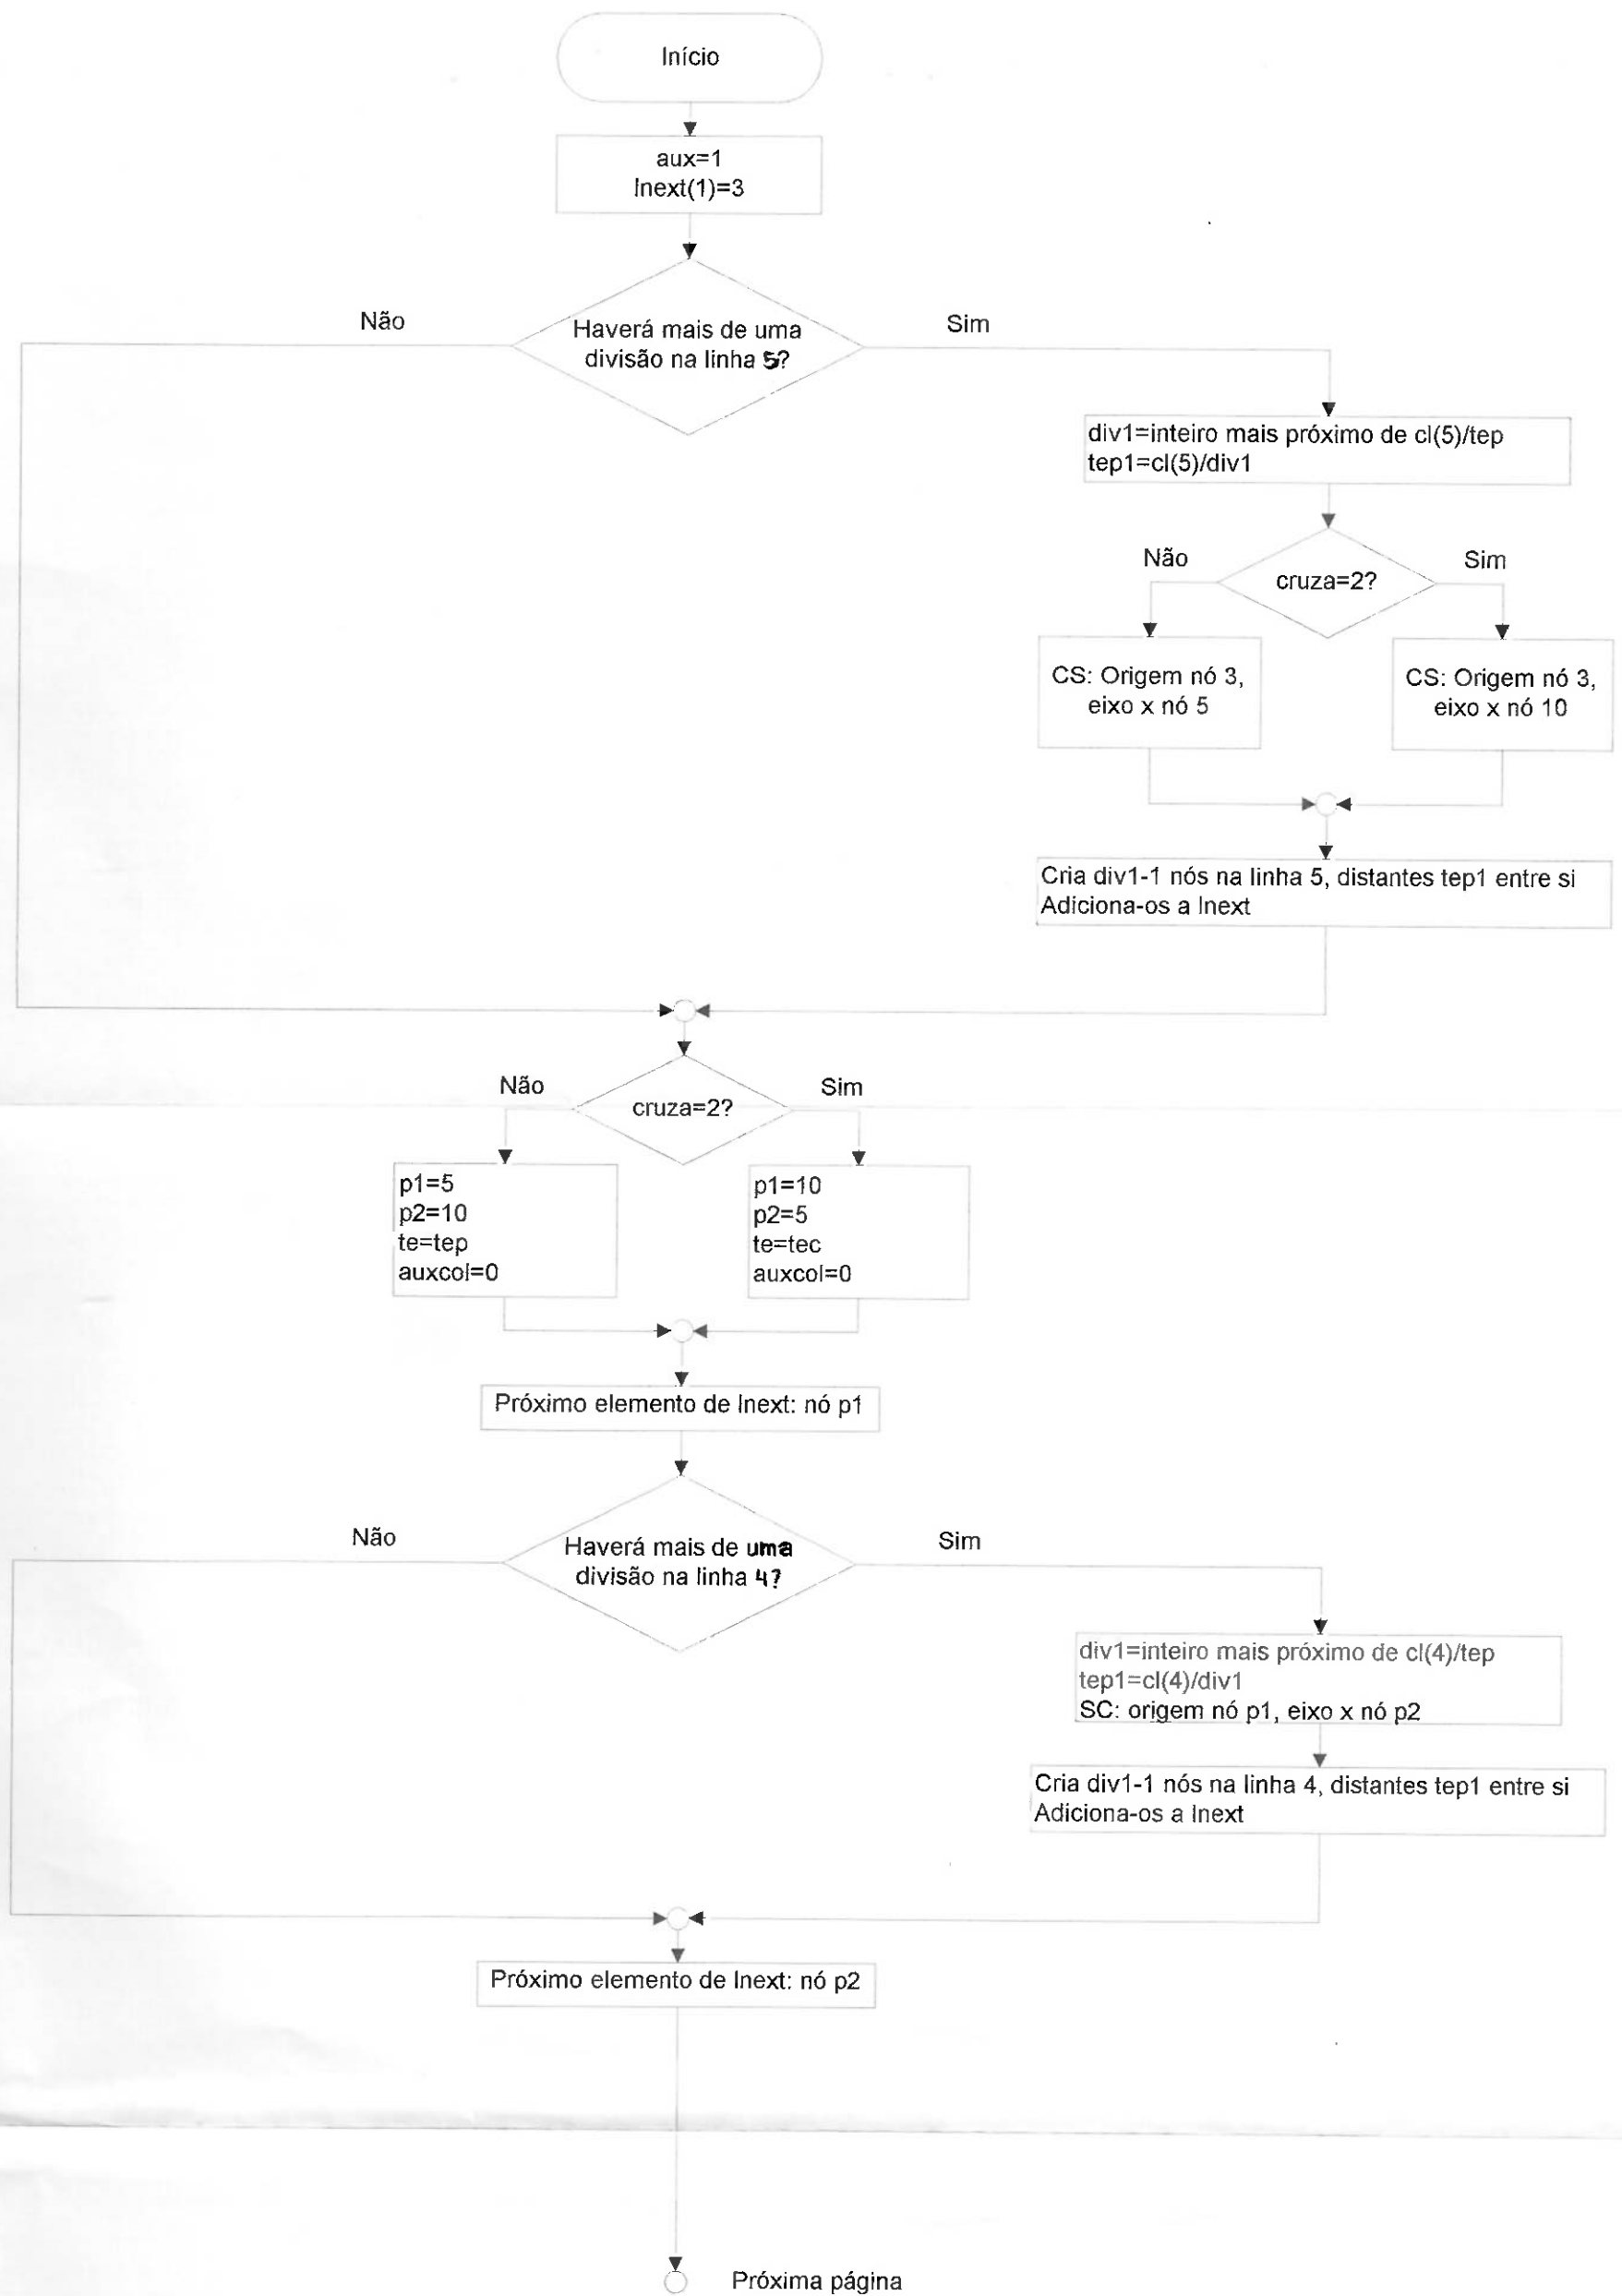 Início
aux=1
lnext(1)=3
Não
Sim
Haverá mais de uma
divisão na linha 5?
div1=inteiro mais próximo de cl(5)/tep
tep1=cl(5)/div1
Não
Sim
cruza=2?
CS: Origem nó 3,
eixo x nó 5
CS: Origem nó 3,
eixo x nó 10
Cria div1-1 nós na linha 5, distantes tep1 entre si
Adiciona-os a lnext
Não
Sim
cruza=2?
p1=5
p2=10
te=tep
auxcol=0
p1=10
p2=5
te=tec
auxcol=0
Próximo elemento de lnext: nó p1
Não
Sim
Haverá mais de uma
divisão na linha 4?
div1=inteiro mais próximo de cl(4)/tep
tep1=cl(4)/div1
SC: origem nó p1, eixo x nó p2
Cria div1-1 nós na linha 4, distantes tep1 entre si
Adiciona-os a lnext
Próximo elemento de lnext: nó p2
Próxima página